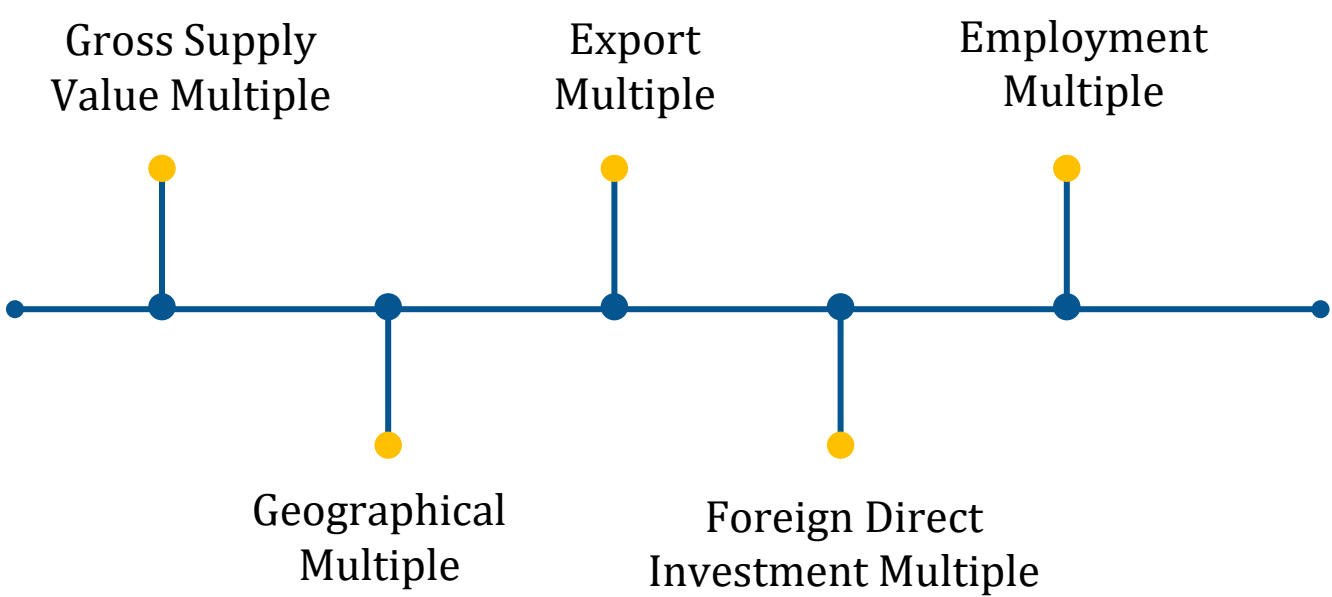 Gross Supply
Value Multiple
Export
Multiple
Employment
Multiple
Geographical
Multiple
Foreign Direct
Investment Multiple